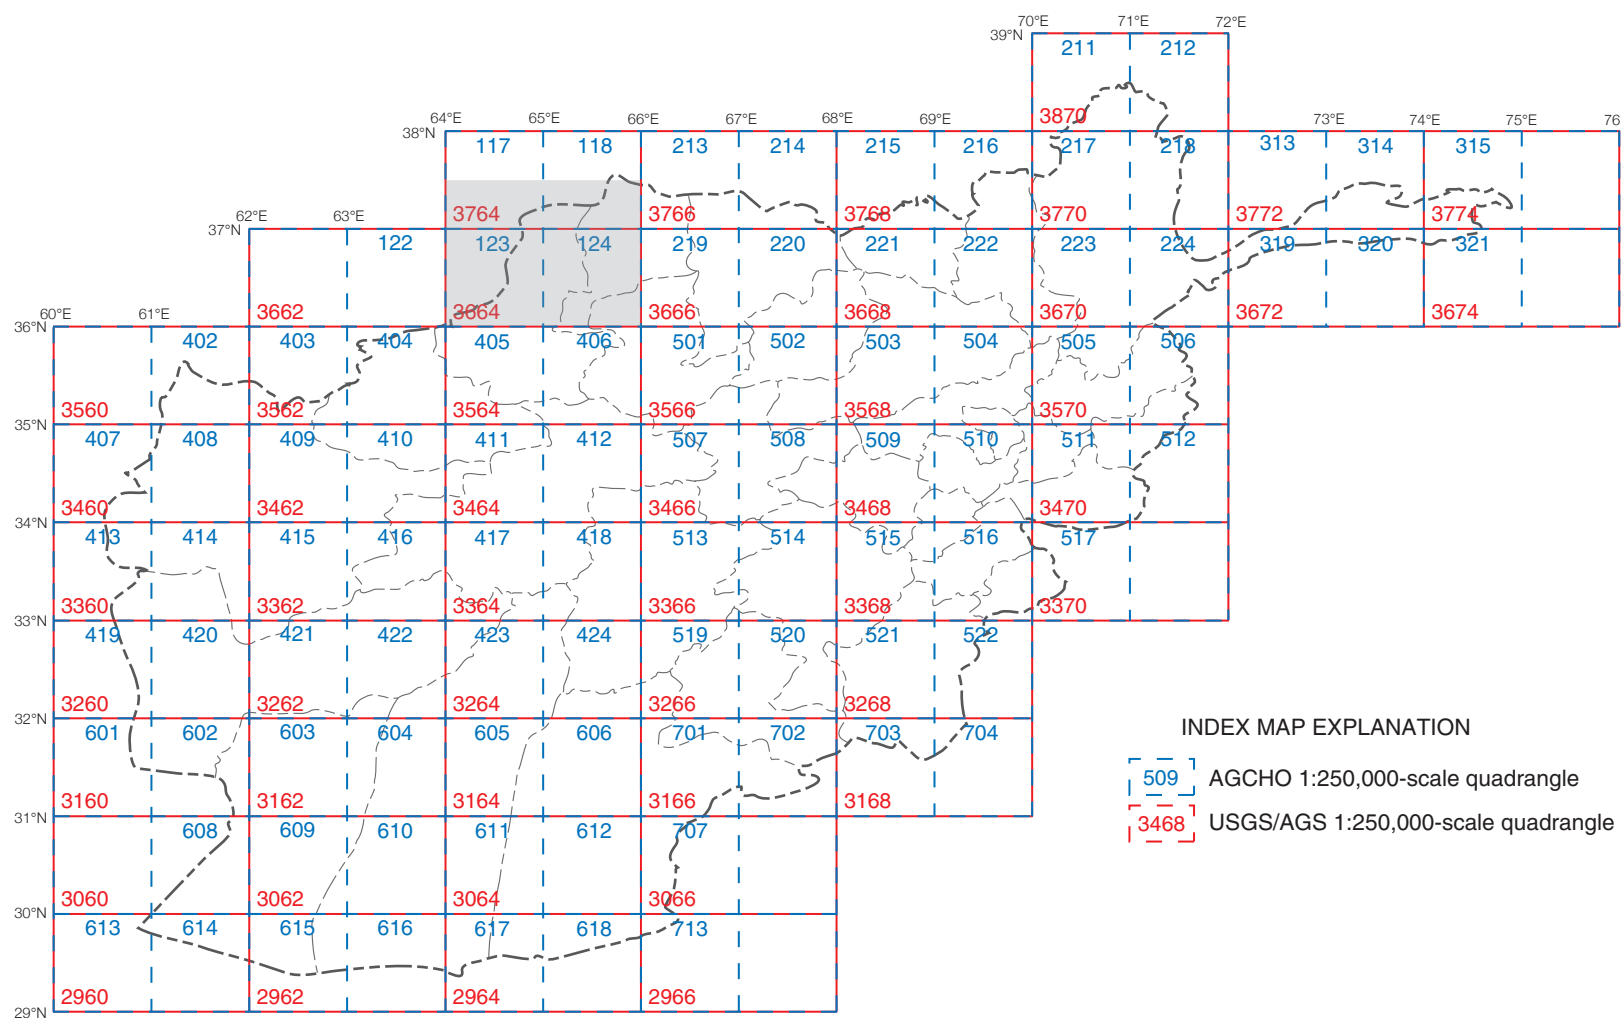 70°E 71°E 72°E
39°N
211 212
3870
64°E 65°E 66°E 67°E 68°E 69°E 73°E 74°E 75°E 76
38°N
117 118 213 214 215 216 217 218 313 314 315
3764 3766 3768 3770 3772 3774
62°E 63°E
37°N
122 123 124 219 220 221 222 223 224 319 320 321
3662 3664 3666 3668 3670 3672 3674
60°E 61°E
36°N
402 403 404 405 406 501 502 503 504 505 506
3560 3562 3564 3566 3568 3570
35°N
407 408 409 410 411 412 507 508 509 510 511 512
3460 3462 3464 3466 3468 3470
34°N
413 414 415 416 417 418 513 514 515 516 517
3360 3362 3364 3366 3368 3370
33°N
419 420 421 422 423 424 519 520 521 522
3260 3262 3264 3266 3268
32°N
601 602 603 604 605 606 701 702 703 704
3160 3162 3164 3166 3168
31°N
608 609 610 611 612 707
3060 3062 3064 3066
30°N
613 614 615 616 617 618 713
2960 2962 2964 2966
29°N
INDEX MAP EXPLANATION
509 AGCHO 1:250,000-scale quadrangle
3468 USGS/AGS 1:250,000-scale quadrangle